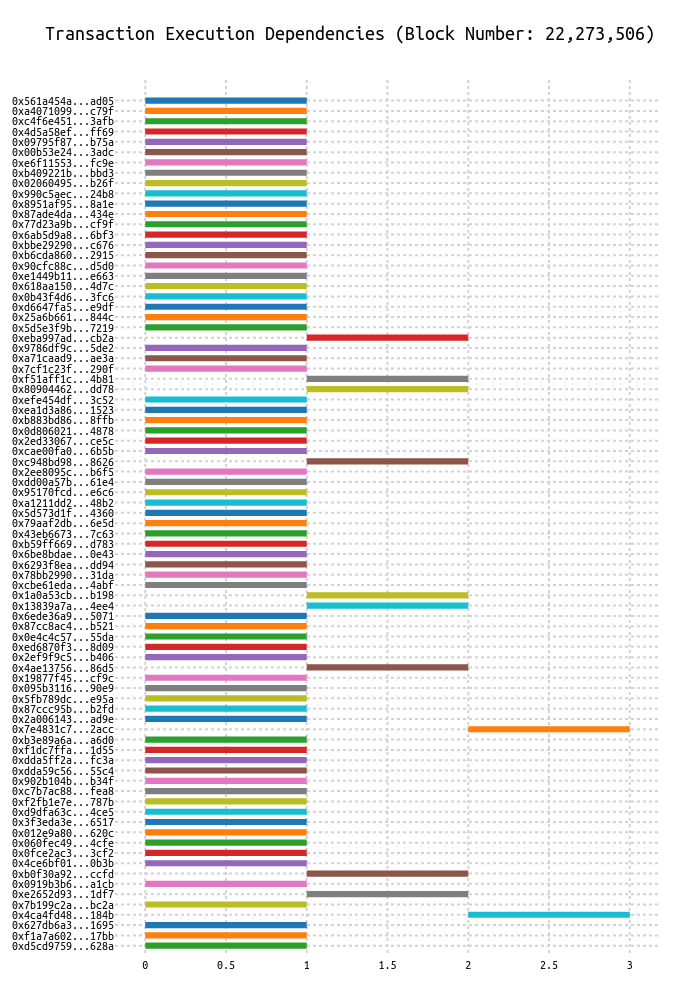 Transaction Execution Dependencies (Block Number: 22,273,506)
0x561a454a...ad05
0xa4071099...c79f
0xc4f6e451...3afb
0x4d5a58ef...ff69
0x09795f87...b75a
0x00b53e24...3adc
0xe6f11553...fc9e
0xb409221b...bbd3
0x02060495...b26f
0x990c5aec...24b8
0x8951af95...8a1e
0x87ade4da...434e
0x77d23a9b...cf9f
0x6ab5d9a8...6bf3
0xbbe29290...c676
0xb6cda860...2915
0x90cfc88c...d5d0
0xe1449b11...e663
0x618aa150...4d7c
0x0b43f4d6...3fc6
0xd6647fa5...e9df
0x25a6b661...844c
0x5d5e3f9b...7219
0xeba997ad...cb2a
0x9786df9c...5de2
0xa71caad9...ae3a
0x7cf1c23f...290f
0xf51aff1c...4b81
0x80904462...dd78
0xefe454df...3c52
0xea1d3a86...1523
0xb883bd86...8ffb
0x0d806021...4878
0x2ed33067...ce5c
0xcae00fa0...6b5b
0xc948bd98...8626
0x2ee8095c...b6f5
0xdd00a57b...61e4
0x95170fcd...e6c6
0xa1211dd2...48b2
0x5d573d1f...4360
0x79aaf2db...6e5d
0x43eb6673...7c63
0xb59ff669...d783
0x6be8bdae...0e43
0x6293f8ea...dd94
0x78bb2990...31da
0xcbe61eda...4abf
0x1a0a53cb...b198
0x13839a7a...4ee4
0x6ede36a9...5071
0x87cc8ac4...b521
0x0e4c4c57...55da
0xed6870f3...8d09
0x2ef9f9c5...b406
0x4ae13756...86d5
0x19877f45...cf9c
0x095b3116...90e9
0x5fb789dc...e95a
0x87ccc95b...b2fd
0x2a006143...ad9e
0x7e4831c7...2acc
0xb3e89a6a...a6d0
0xf1dc7ffa...1d55
0xdda5ff2a...fc3a
0xdda59c56...55c4
0x902b104b...b34f
0xc7b7ac88...fea8
0xf2fb1e7e...787b
0xd9dfa63c...4ce5
0x3f3eda3e...6517
0x012e9a80...620c
0x060fec49...4cfe
0x0fce2ac3...3cf2
0x4ce6bf01...0b3b
0xb0f30a92...ccfd
0x0919b3b6...a1cb
0xe2652d93...1df7
0x7b199c2a...bc2a
0x4ca4fd48...184b
0x627db6a3...1695
0xf1a7a602...17bb
0xd5cd9759...628a
0 0.5 1 1.5 2 2.5 3